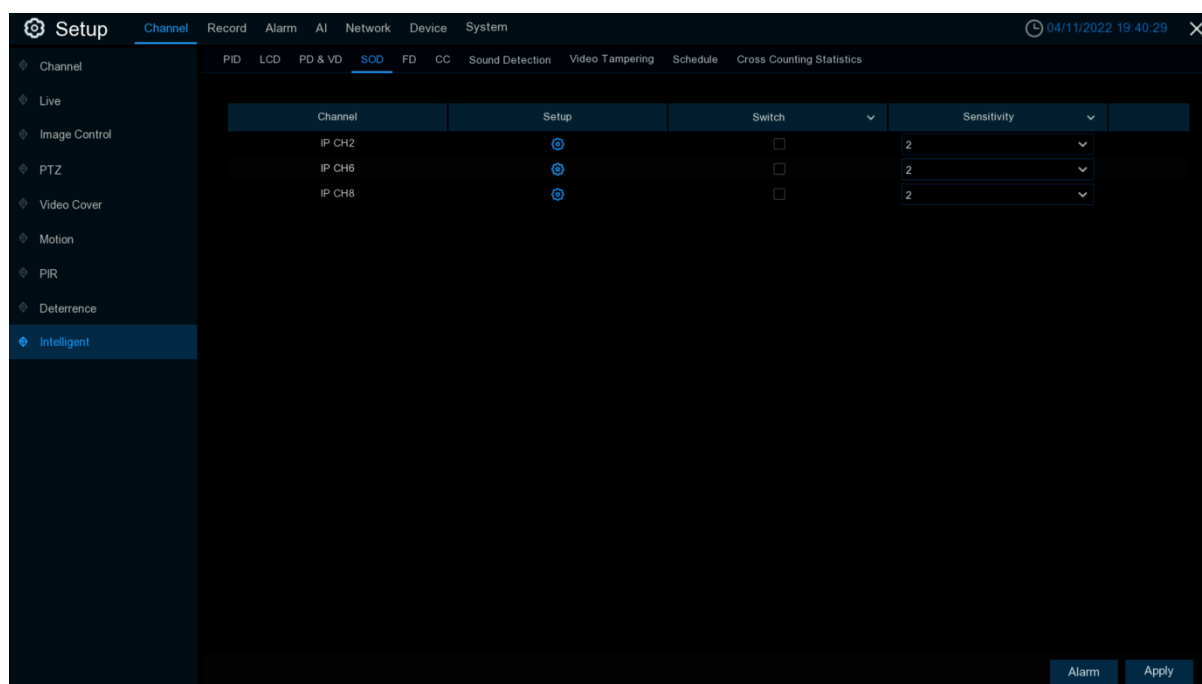 Setup Channel Record Alarm AI Network Device System 04/11/2022 19:40:29
Channel
Live
Image Control
PTZ
Video Cover
Motion
PIR
Deterrence
Intelligent
PID LCD PD & VD SOD FD CC Sound Detection Video Tampering Schedule Cross Counting Statistics
Channel Setup Switch Sensitivity
IP CH2 2
IP CH6 2
IP CH8 2
Alarm Apply